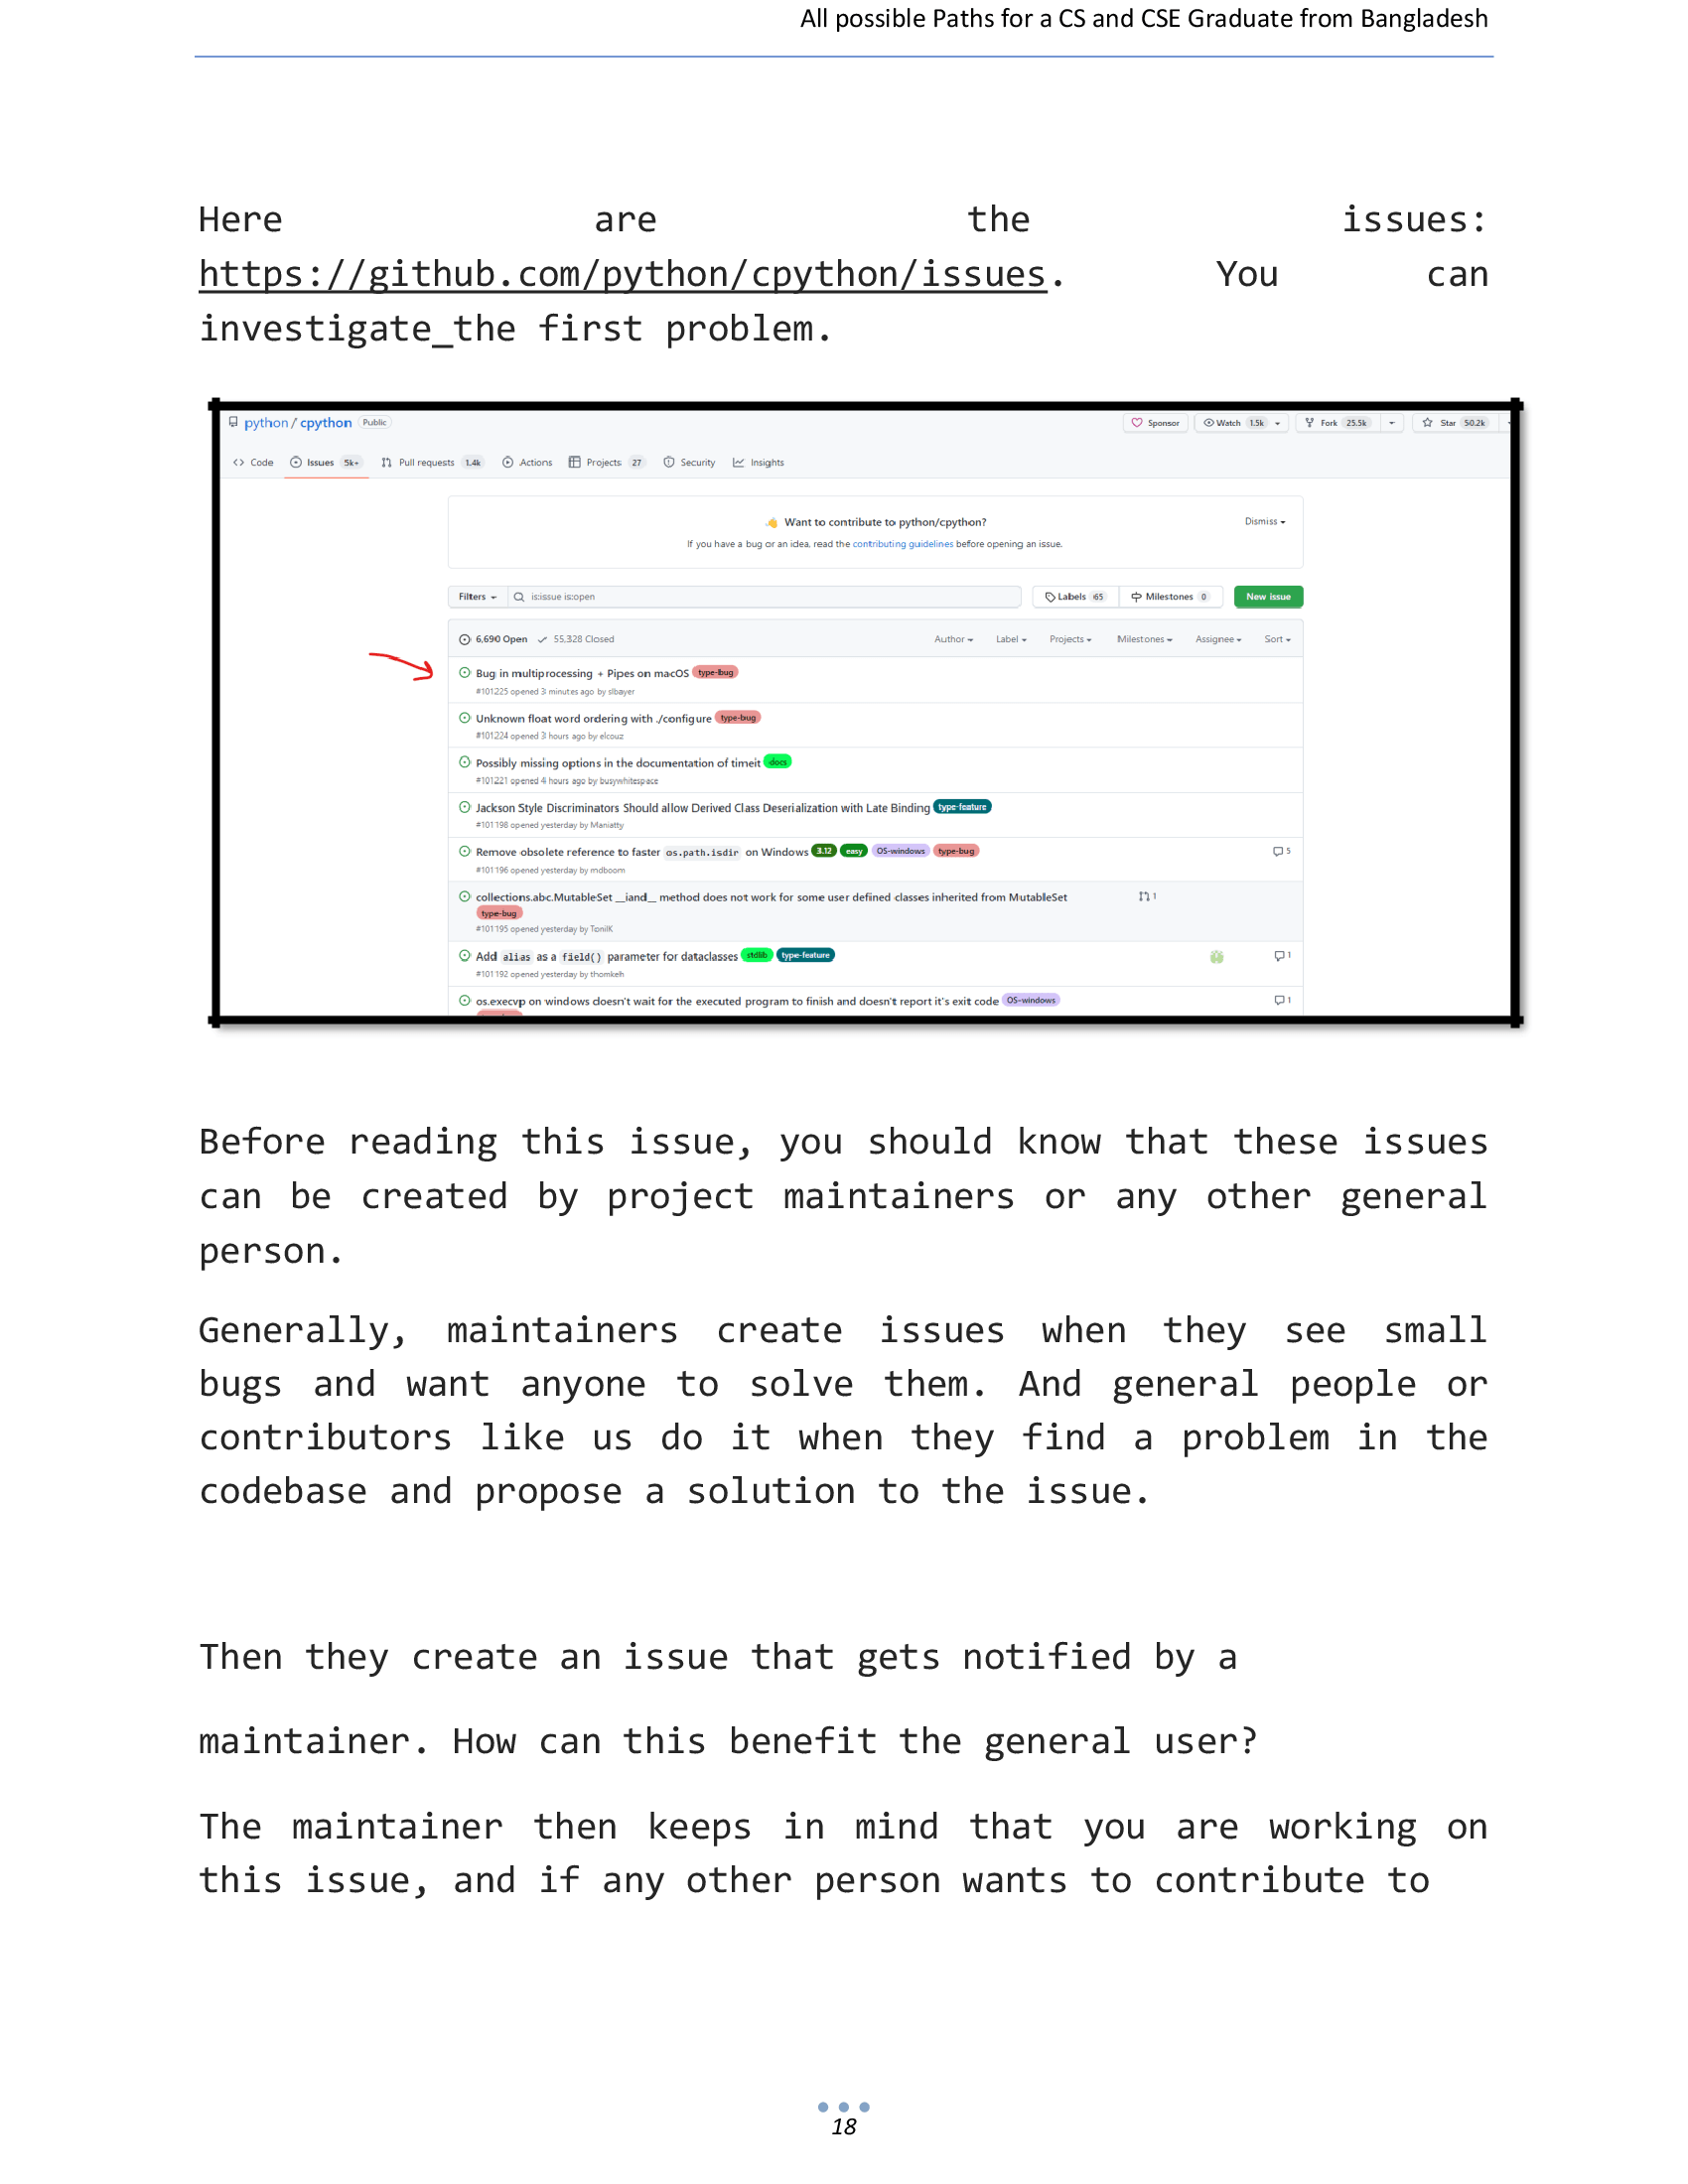 All possible Paths for a CS and CSE Graduate from Bangladesh
Here are the issues:
https://github.com/python/cpython/issues. You can
investigate_the first problem.
python / cpython Public
Sponsor Watch 1.5k Fork 25.5k Star 50.2k
Code Issues 5k+ Pull requests 1.4k Actions Projects 27 Security Insights
Want to contribute to python/cpython?
Dismiss
If you have a bug or an idea, read the contributing guidelines before opening an issue.
Filters is:issue is:open Labels 65 Milestones 0 New issue
6,690 Open 55,328 Closed Author Label Projects Milestones Assignee Sort
Bug in multiprocessing + Pipes on macOS type-bug
#101225 opened 3 minutes ago by slbayer
Unknown float word ordering with ./configure type-bug
#101224 opened 3 hours ago by elcouz
Possibly missing options in the documentation of timeit docs
#101221 opened 4 hours ago by busywhitespace
Jackson Style Discriminators Should allow Derived Class Deserialization with Late Binding type-feature
#101198 opened yesterday by Maniatty
Remove obsolete reference to faster os.path.isdir on Windows 3.12 easy OS-windows type-bug 5
#101196 opened yesterday by mdboom
collections.abc.MutableSet __iand__ method does not work for some user defined classes inherited from MutableSet 1
type-bug
#101195 opened yesterday by TonilK
Add alias as a field() parameter for dataclasses stdlib type-feature 1
#101192 opened yesterday by thomkeh
os.execvp on windows doesn't wait for the executed program to finish and doesn't report it's exit code OS-windows 1
Before reading this issue, you should know that these issues
can be created by project maintainers or any other general
person.
Generally, maintainers create issues when they see small
bugs and want anyone to solve them. And general people or
contributors like us do it when they find a problem in the
codebase and propose a solution to the issue.
Then they create an issue that gets notified by a
maintainer. How can this benefit the general user?
The maintainer then keeps in mind that you are working on
this issue, and if any other person wants to contribute to
18